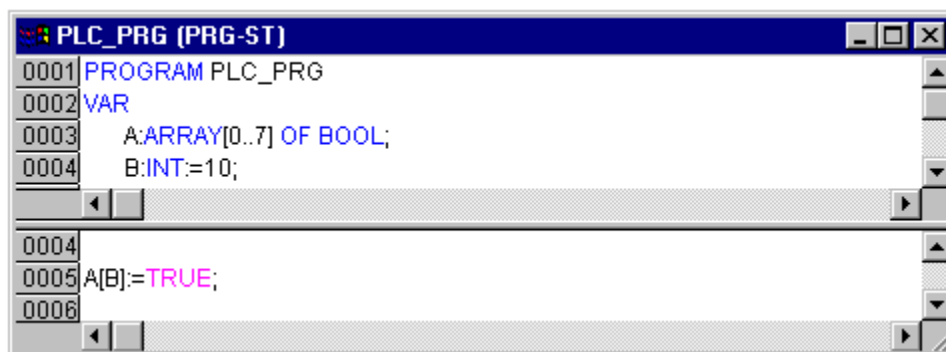 PLC_PRG (PRG-ST)
0001 PROGRAM PLC_PRG
0002 VAR
0003 A:ARRAY[0..7] OF BOOL;
0004 B:INT:=10;
0004
0005 A[B]:=TRUE;
0006